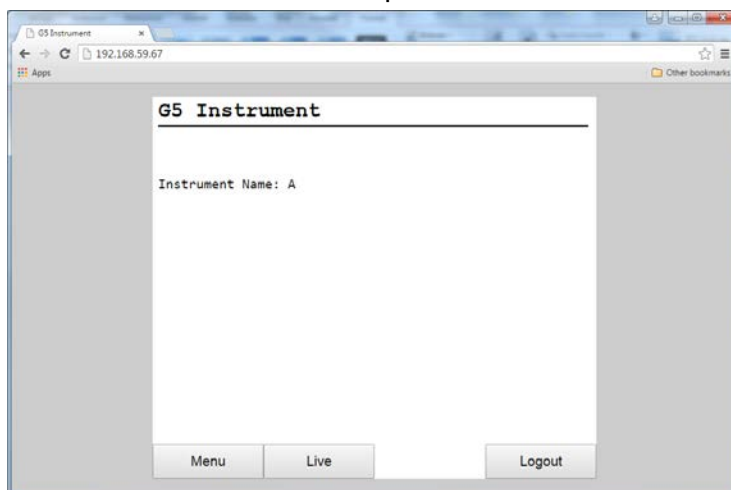 G5 Instrument
192.168.59.67
Apps
Other bookmarks
G5 Instrument
Instrument Name: A
Menu
Live
Logout